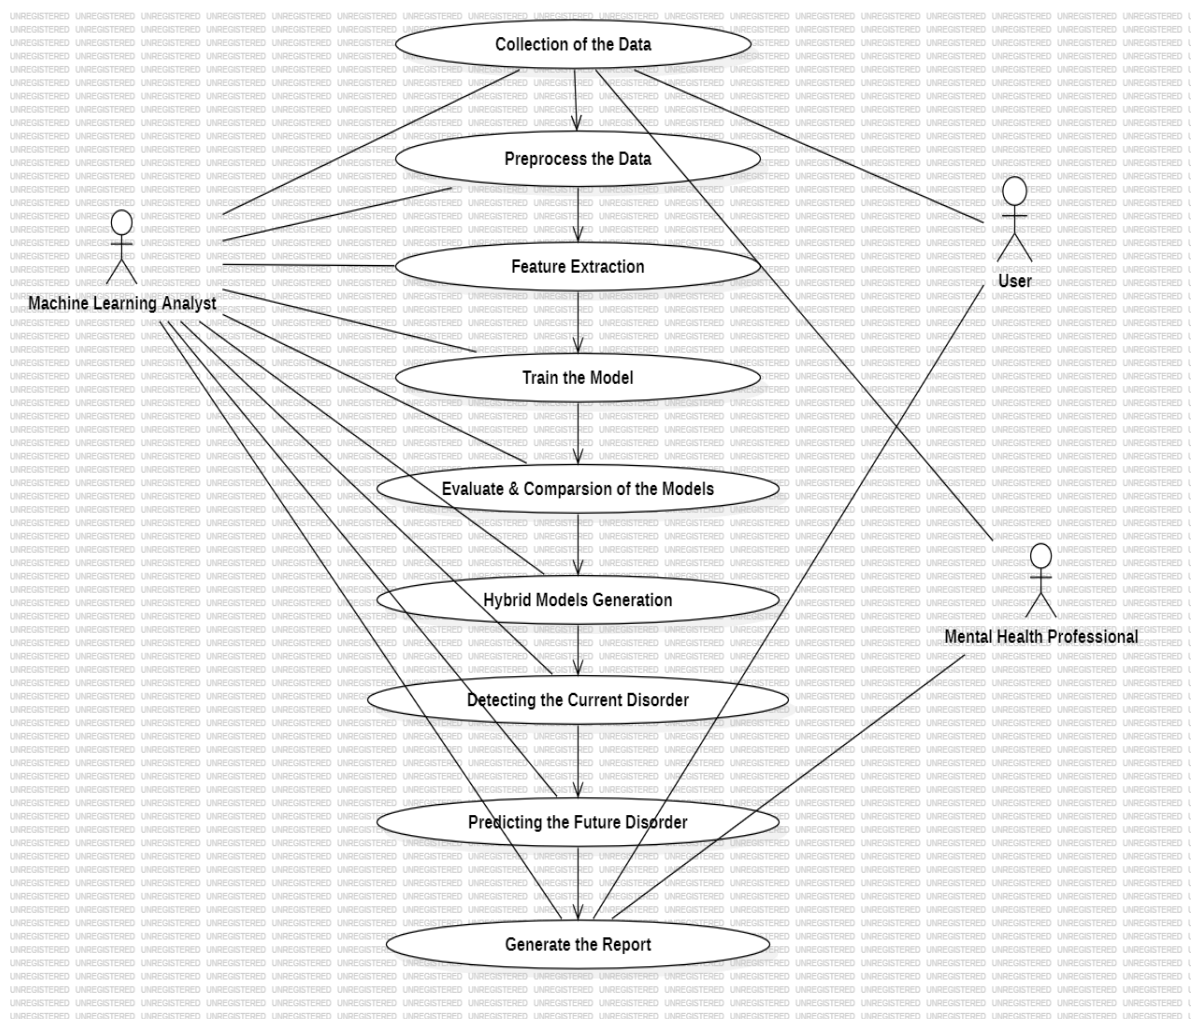 Collection of the Data
Preprocess the Data
Feature Extraction
User
Machine Learning Analyst
Train the Model
Evaluate & Comparsion of the Models
Hybrid Models Generation
Mental Health Professional
Detecting the Current Disorder
Predicting the Future Disorder
Generate the Report
UNREGISTERED